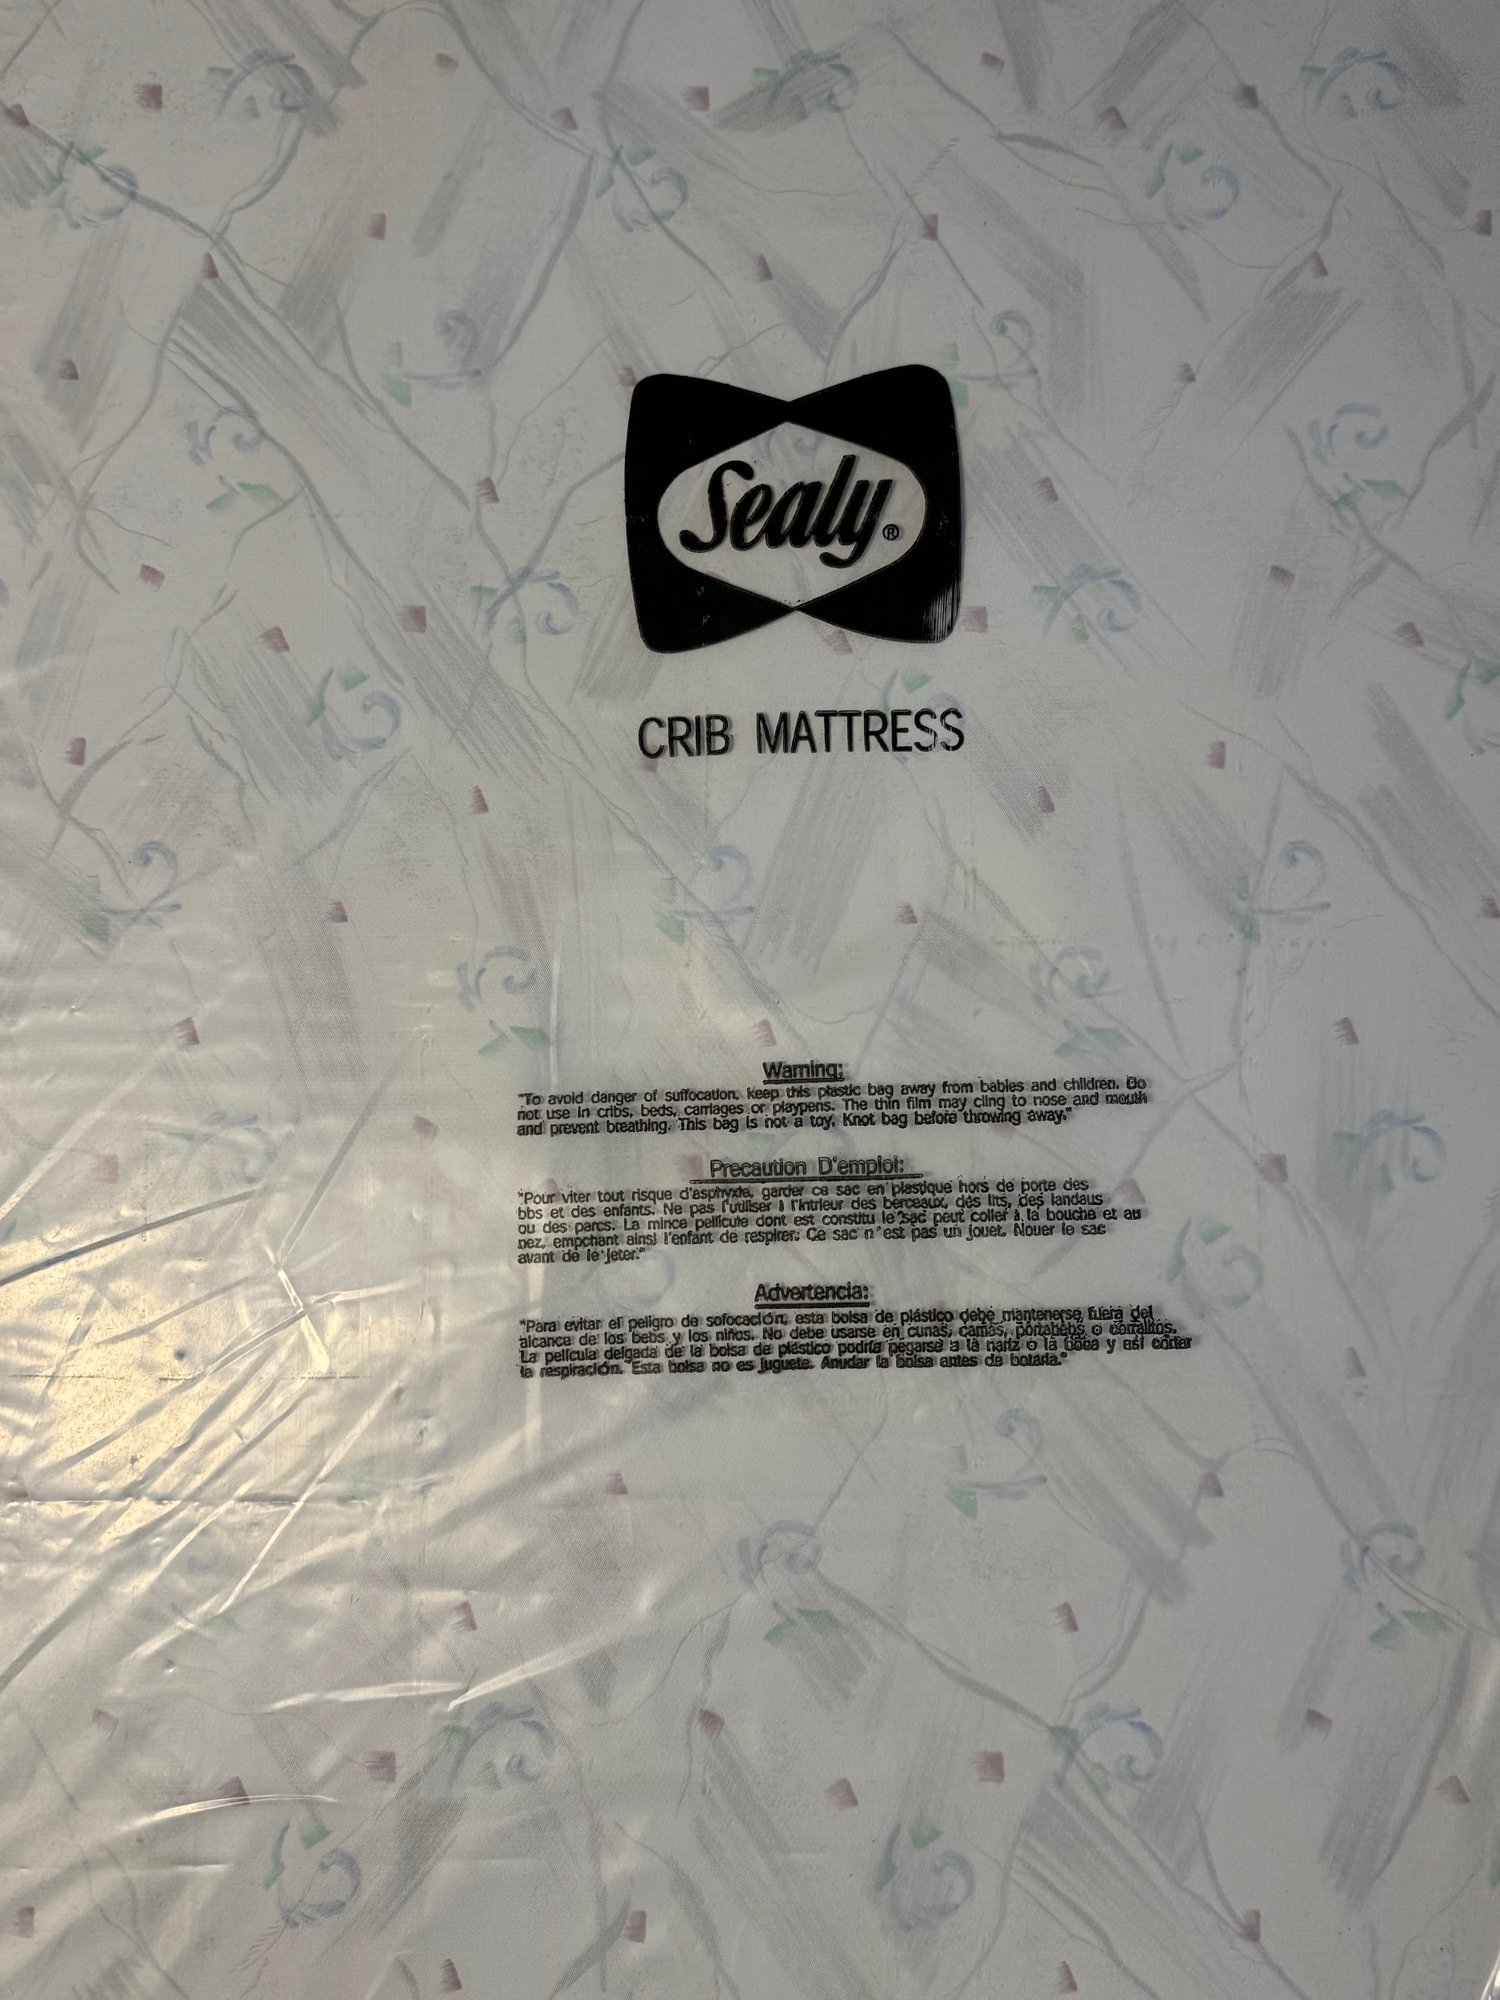 Sealy®
CRIB MATTRESS
Warning:
"To avoid danger of suffocation, keep this plastic bag away from babies and children. Do
not use in cribs, beds, carriages or playpens. The thin film may cling to nose and mouth
and prevent breathing. This bag is not a toy. Knot bag before throwing away."
Precaution D'emploi:
"Pour viter tout risque d'asphyxie, garder ce sac en plastique hors de porte des
bbs et des enfants. Ne pas l'utiliser à l'intrieur des berceaux, des lits, des landaus
ou des parcs. La mince pellicule dont est constitu le sac peut coller à la bouche et au
nez, empchant ainsi l'enfant de respirer. Ce sac n'est pas un jouet. Nouer le sac
avant de le jeter."
Advertencia:
"Para evitar el peligro de sofocación, esta bolsa de plástico debe mantenerse fuera del
alcance de los bebs y los niños. No debe usarse en cunas, camas, portabebs o corralitos.
La película delgada de la bolsa de plástico podría pegarse a la nariz o la boca y así cortar
la respiración. Esta bolsa no es juguete. Anudar la bolsa antes de botarla."